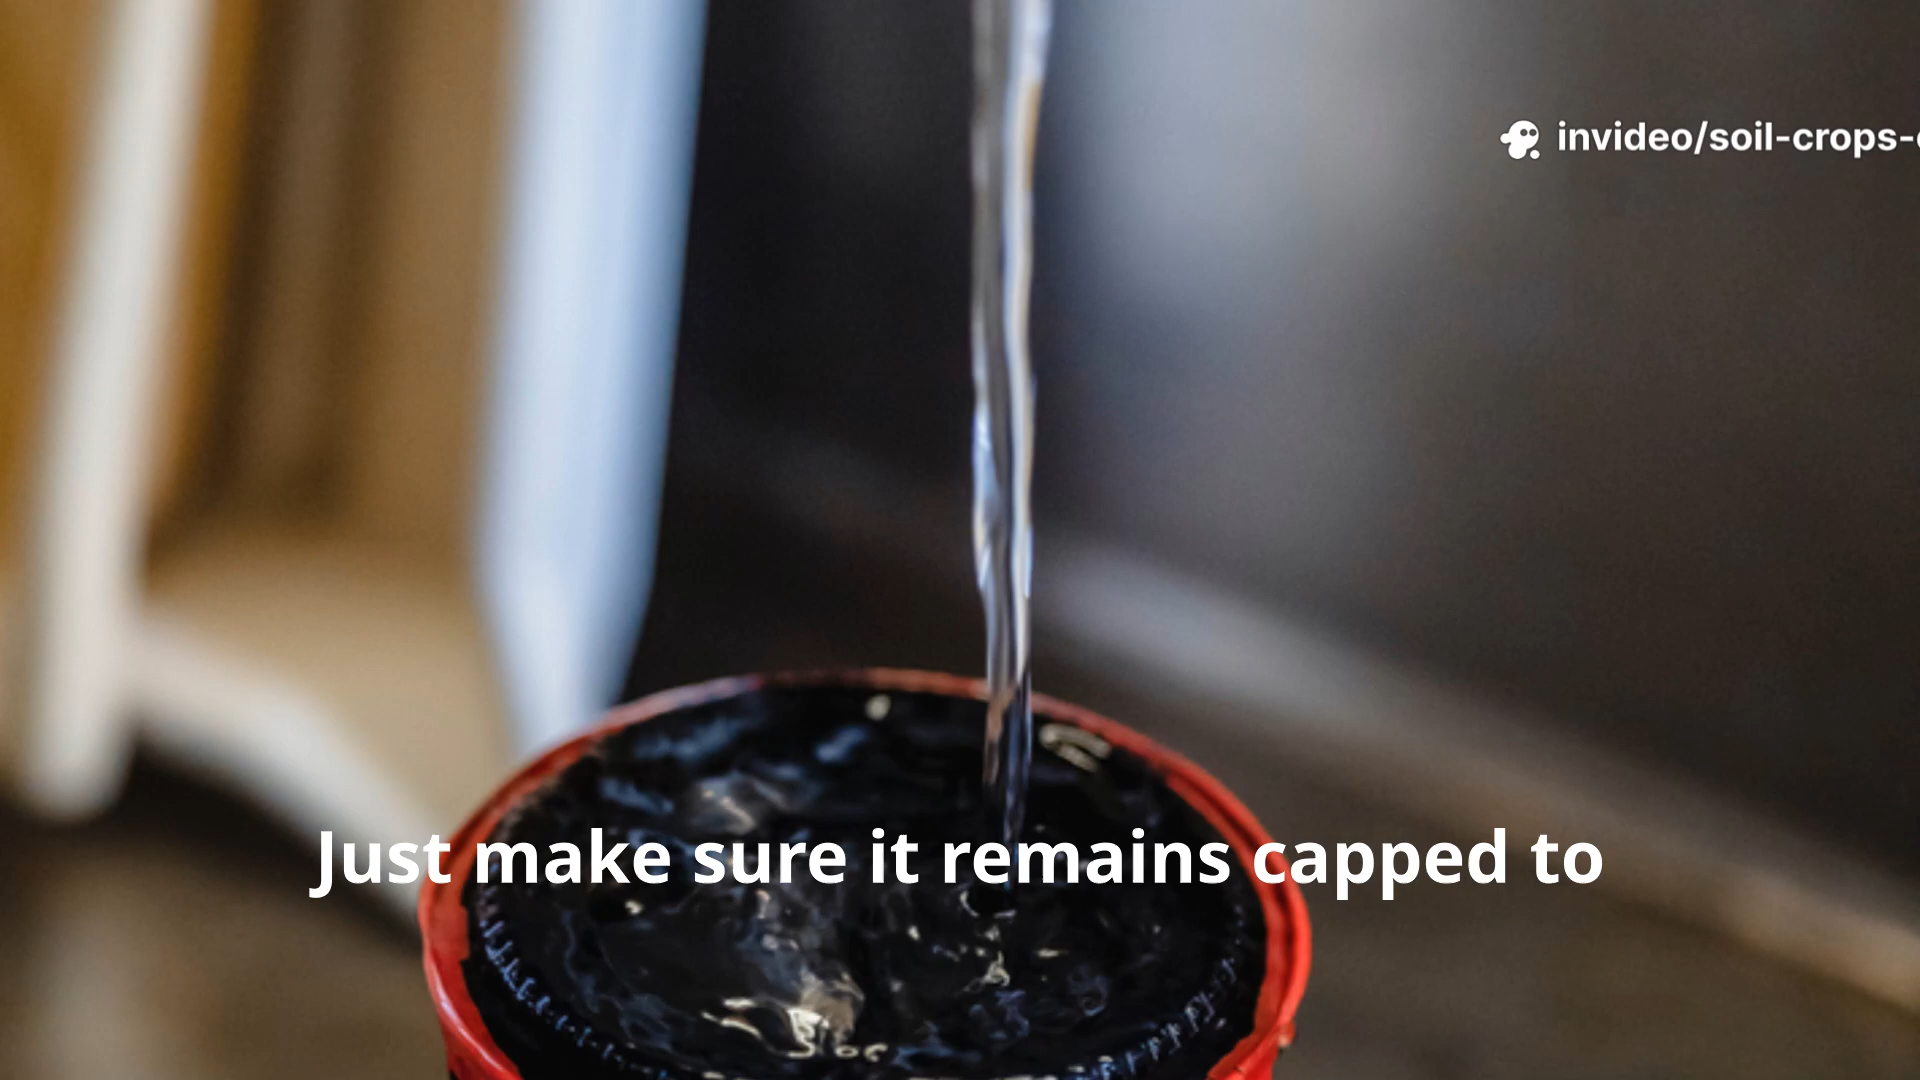 invideo/soil-crops-
Just make sure it remains capped to